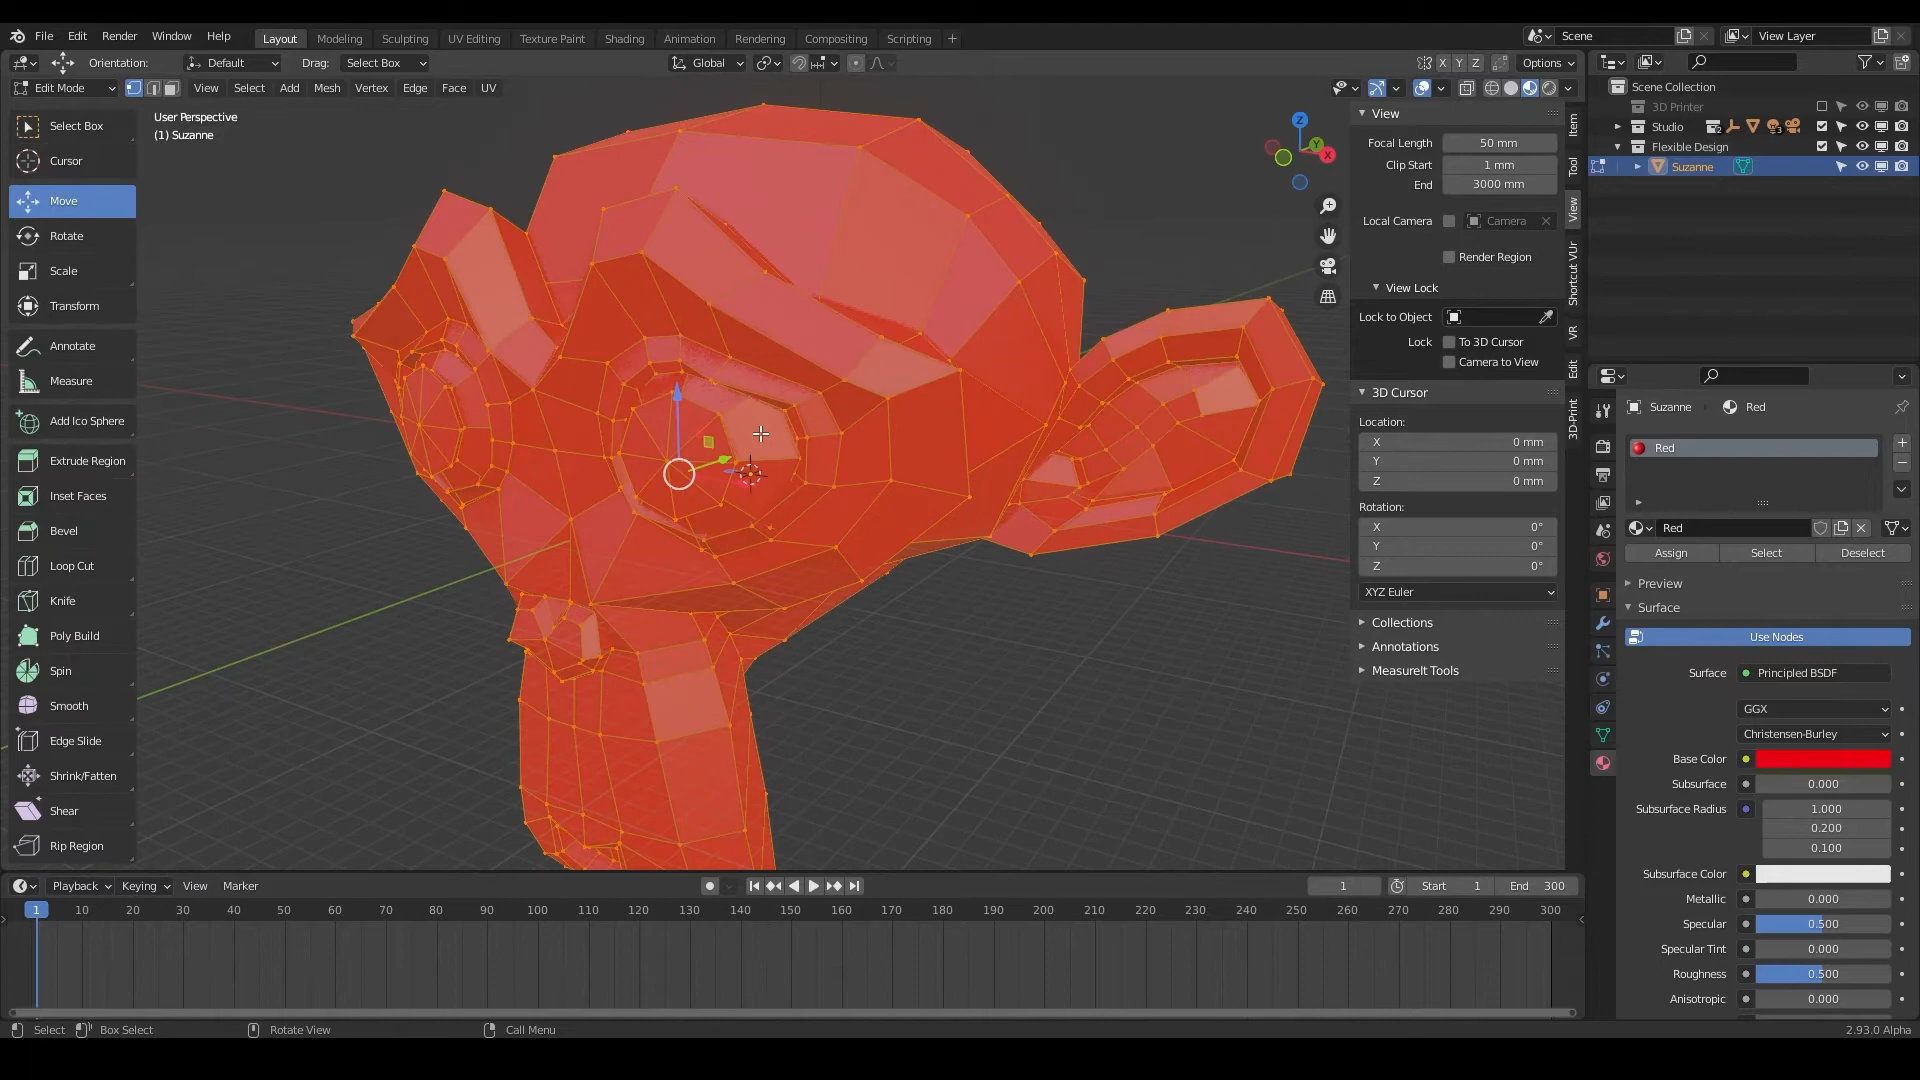 File Edit Render Window Help Layout Modeling Sculpting UV Editing Texture Paint Shading Animation Rendering Compositing Scripting + Scene View Layer
Orientation: Default Drag: Select Box Global X Y Z Options
Edit Mode View Select Add Mesh Vertex Edge Face UV
User Perspective
(1) Suzanne
Select Box
Cursor
Move
Rotate
Scale
Transform
Annotate
Measure
Add Ico Sphere
Extrude Region
Inset Faces
Bevel
Loop Cut
Knife
Poly Build
Spin
Smooth
Edge Slide
Shrink/Fatten
Shear
Rip Region
Z
Y
X
View
Focal Length 50 mm
Clip Start 1 mm
End 3000 mm
Local Camera Camera
Render Region
View Lock
Lock to Object
Lock To 3D Cursor
Camera to View
3D Cursor
Location:
X 0 mm
Y 0 mm
Z 0 mm
Rotation:
X 0°
Y 0°
Z 0°
XYZ Euler
Collections
Annotations
MeasureIt Tools
Item
Tool
View
Shortcut VUr
VR
Edit
3D-Print
Scene Collection
3D Printer
Studio 2 3
Flexible Design
Suzanne
Suzanne Red
Red
Red
Assign Select Deselect
Preview
Surface
Use Nodes
Surface Principled BSDF
GGX
Christensen-Burley
Base Color
Subsurface 0.000
Subsurface Radius 1.000
0.200
0.100
Subsurface Color
Metallic 0.000
Specular 0.500
Specular Tint 0.000
Roughness 0.500
Anisotropic 0.000
Playback Keying View Marker 1 Start 1 End 300
1 10 20 30 40 50 60 70 80 90 100 110 120 130 140 150 160 170 180 190 200 210 220 230 240 250 260 270 280 290 300
Select Box Select Rotate View Call Menu 2.93.0 Alpha